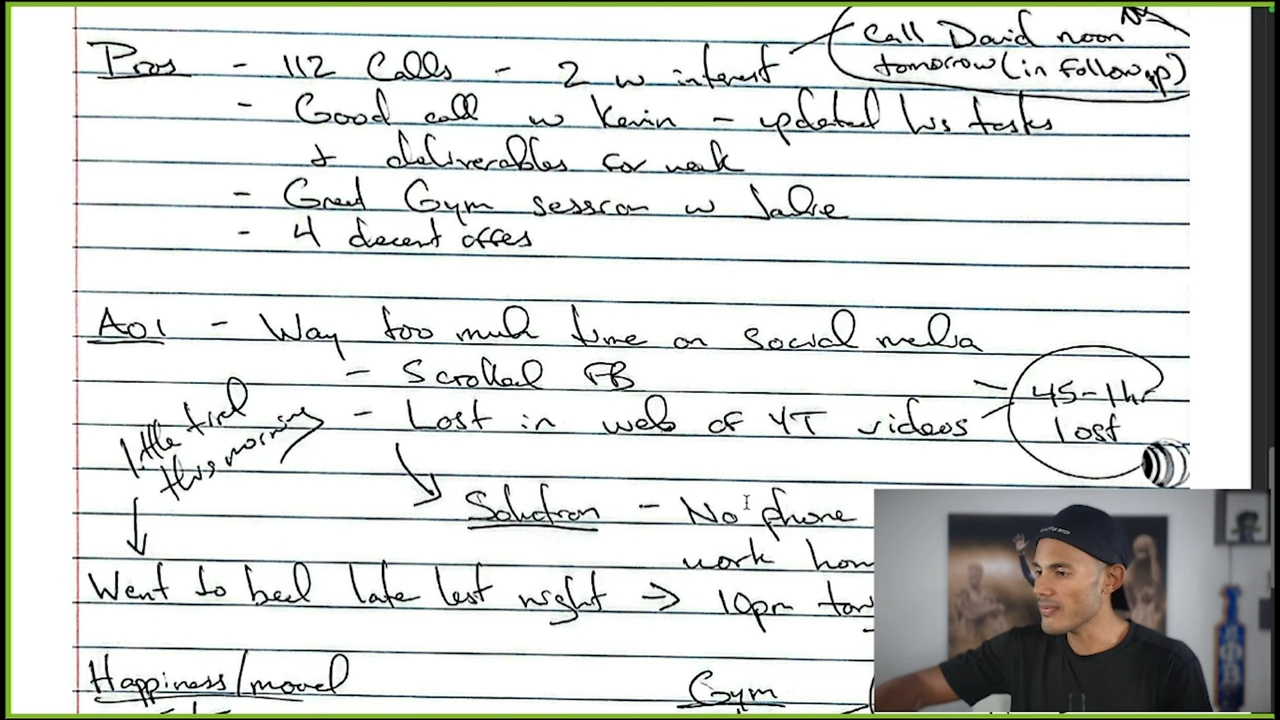 Call David noon
tomorrow (in follow up)
Pros - 112 Calls - 2 w interest
- Good call w Kevin - updated his tasks
+ deliverables for week
- Great Gym session w
- 4 decent offers
AOI - Way too much time on social media
- Scrolled FB
- Lost in web of YT videos
45-1hr
lost
little tired
this morning
Solution - No phone
work
Went to bed late last night → 10pm
Happiness/mood
Gym